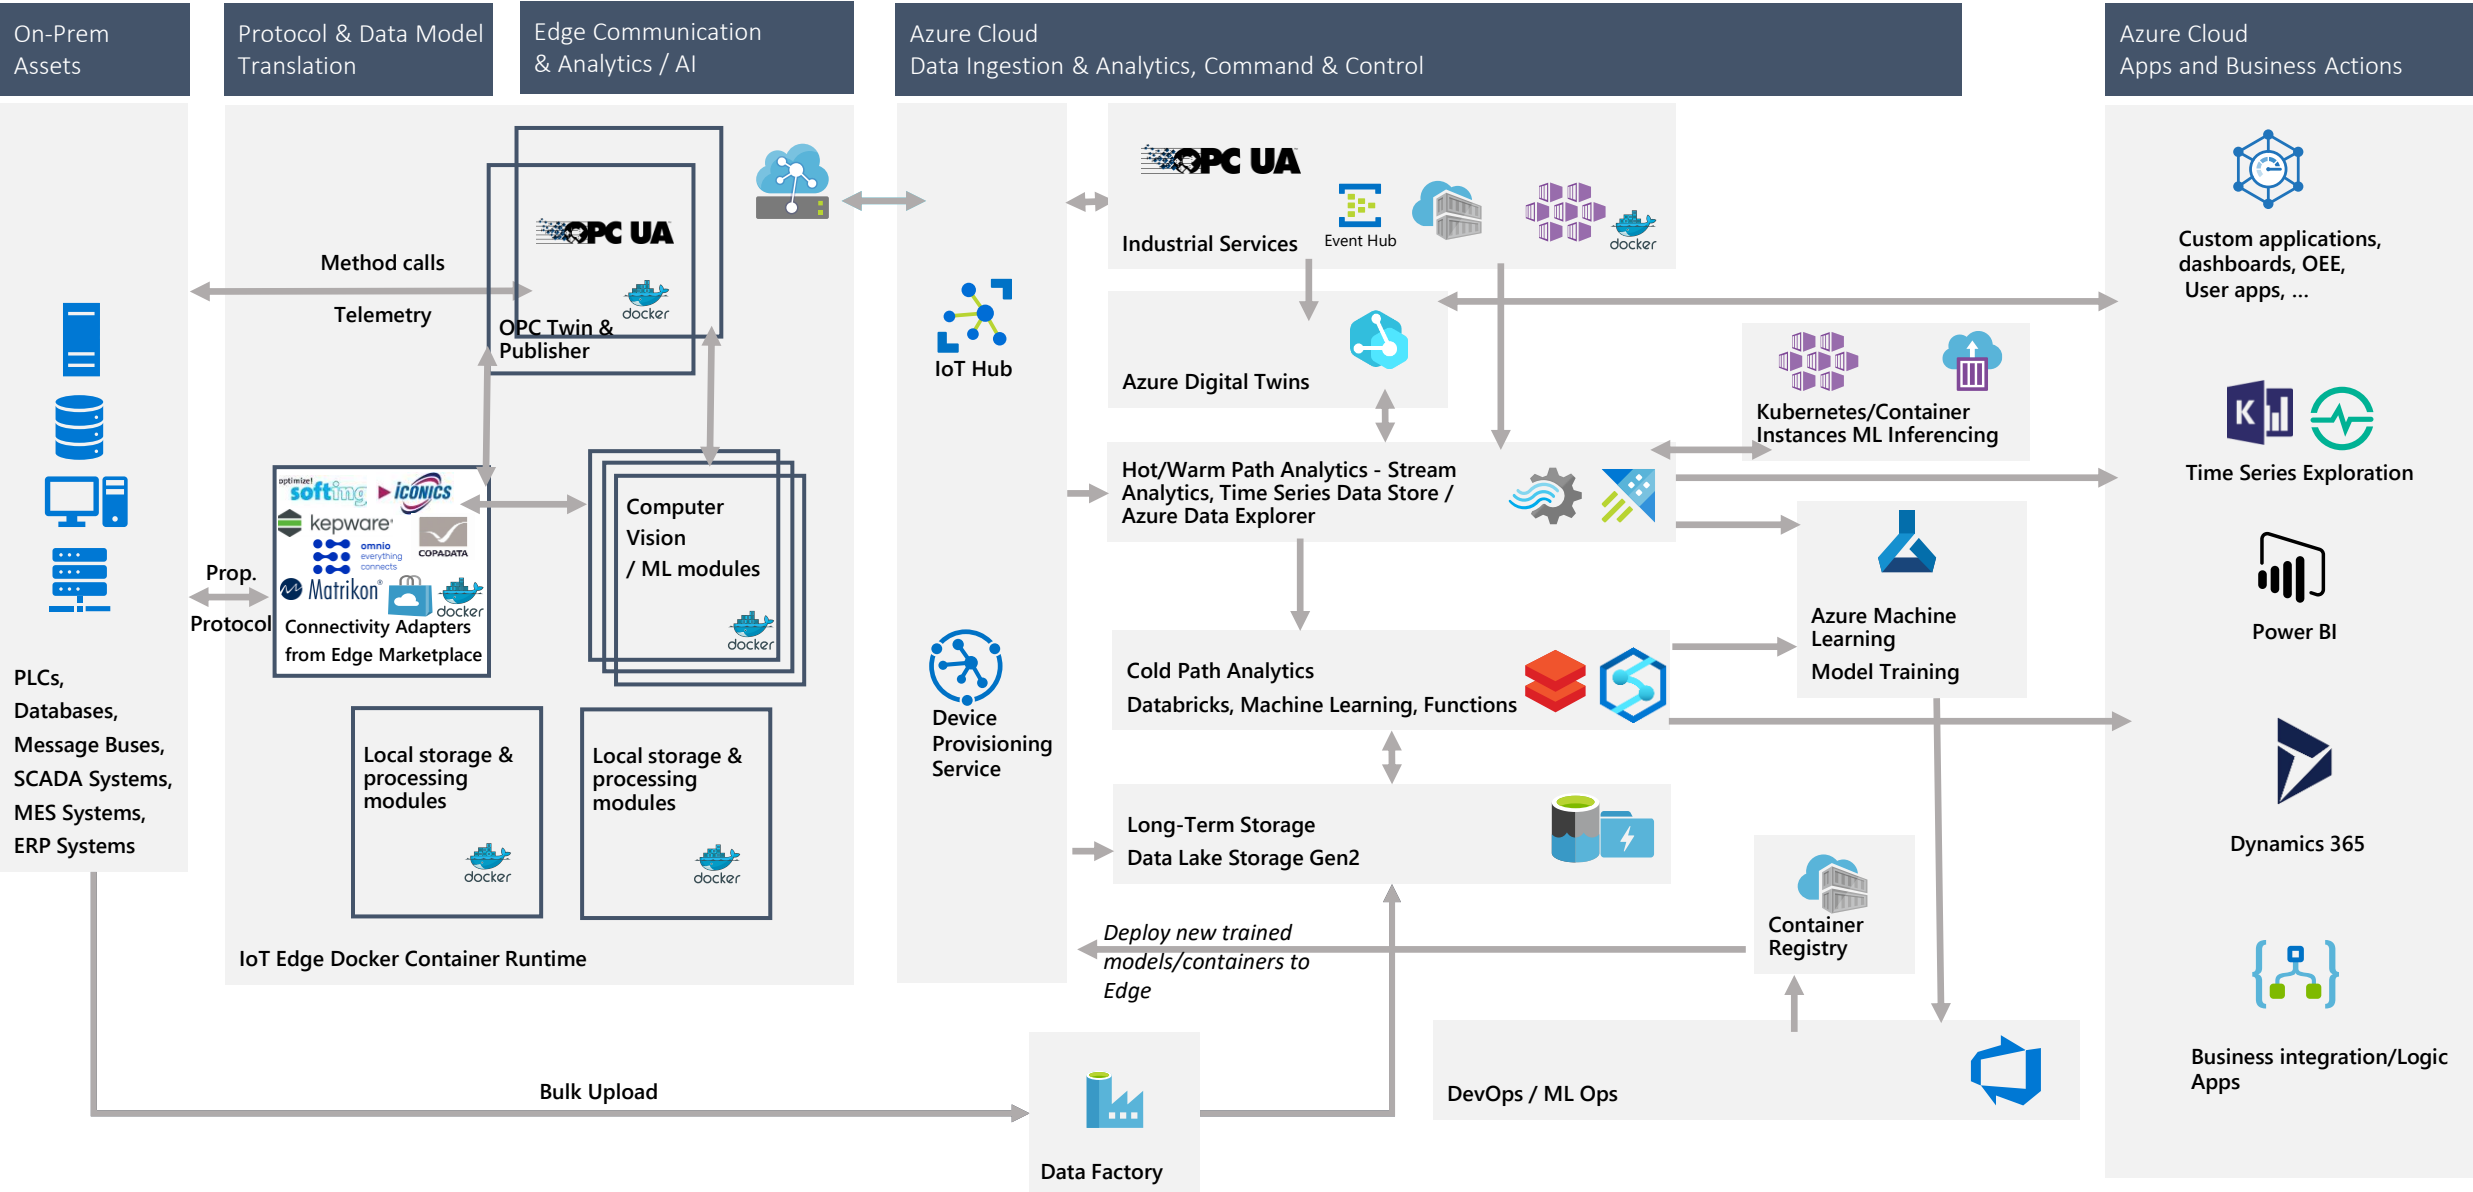 On-Prem
Assets
Protocol & Data Model
Translation
Edge Communication
& Analytics / AI
Azure Cloud
Data Ingestion & Analytics, Command & Control
Azure Cloud
Apps and Business Actions
PLCs,
Databases,
Message Buses,
SCADA Systems,
MES Systems,
ERP Systems
Method calls
Telemetry
Prop.
Protocol
OPC UA
docker
OPC Twin &
Publisher
optimize!
softing
ICONICS
kepware
COPADATA
omnio
everything
connects
Matrikon®
docker
Connectivity Adapters
from Edge Marketplace
Computer
Vision
/ ML modules
docker
Local storage &
processing
modules
docker
Local storage &
processing
modules
docker
IoT Edge Docker Container Runtime
Bulk Upload
IoT Hub
Device
Provisioning
Service
OPC UA
Industrial Services
Event Hub
docker
Azure Digital Twins
Hot/Warm Path Analytics - Stream
Analytics, Time Series Data Store /
Azure Data Explorer
Cold Path Analytics
Databricks, Machine Learning, Functions
Long-Term Storage
Data Lake Storage Gen2
Deploy new trained
models/containers to
Edge
Data Factory
Kubernetes/Container
Instances ML Inferencing
Azure Machine
Learning
Model Training
Container
Registry
DevOps / ML Ops
Custom applications,
dashboards, OEE,
User apps, ...
K
Time Series Exploration
Power BI
Dynamics 365
Business integration/Logic
Apps